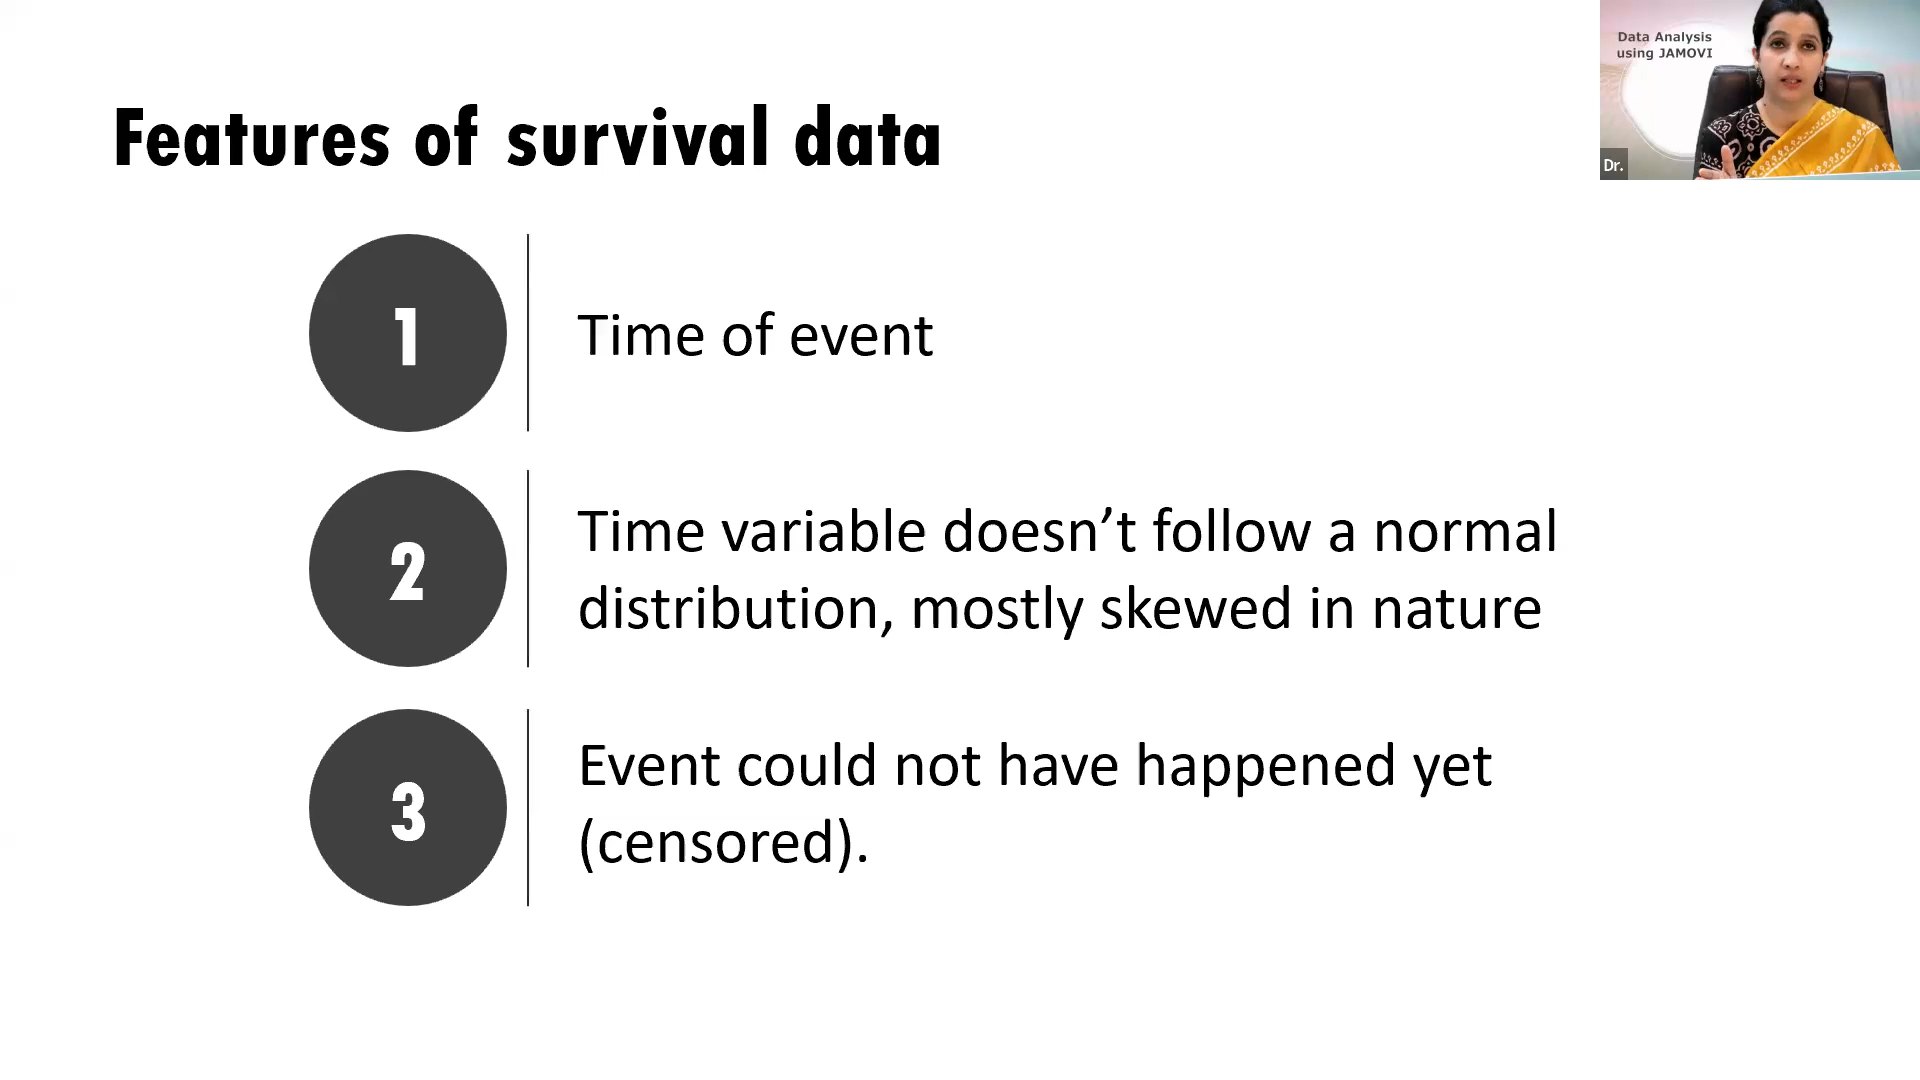 Data Analysis
using JAMOVI
Dr.
Features of survival data
1
Time of event
2
Time variable doesn’t follow a normal
distribution, mostly skewed in nature
3
Event could not have happened yet
(censored).